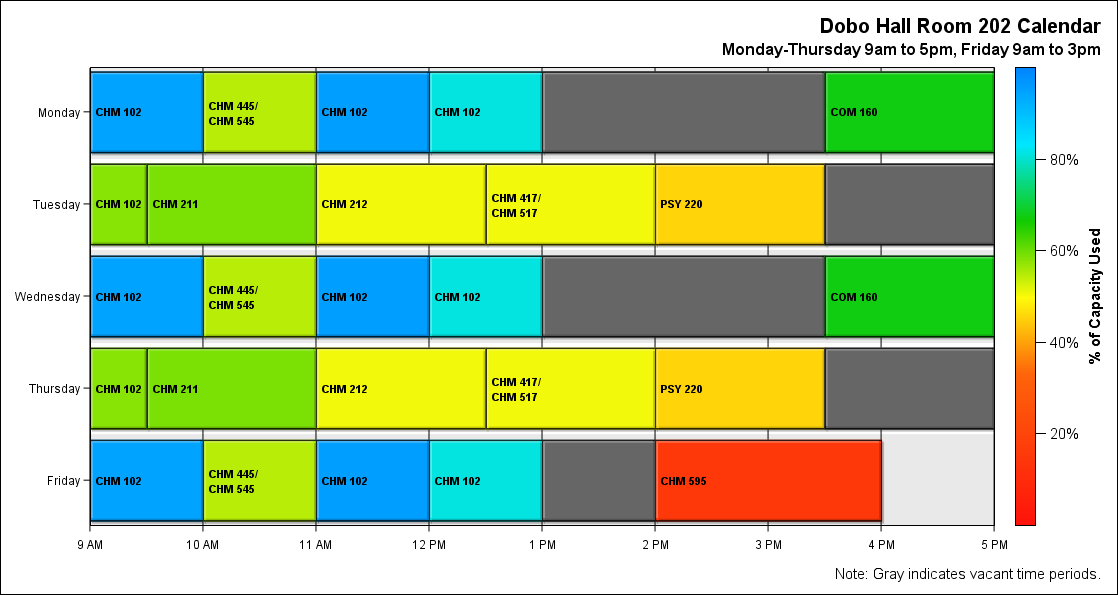 Dobo Hall Room 202 Calendar
Monday-Thursday 9am to 5pm, Friday 9am to 3pm
Monday
CHM 102
CHM 445/
CHM 545
CHM 102
CHM 102
COM 160
Tuesday
CHM 102
CHM 211
CHM 212
CHM 417/
CHM 517
PSY 220
Wednesday
CHM 102
CHM 445/
CHM 545
CHM 102
CHM 102
COM 160
Thursday
CHM 102
CHM 211
CHM 212
CHM 417/
CHM 517
PSY 220
Friday
CHM 102
CHM 445/
CHM 545
CHM 102
CHM 102
CHM 595
9 AM
10 AM
11 AM
12 PM
1 PM
2 PM
3 PM
4 PM
5 PM
80%
60%
40%
20%
% of Capacity Used
Note: Gray indicates vacant time periods.